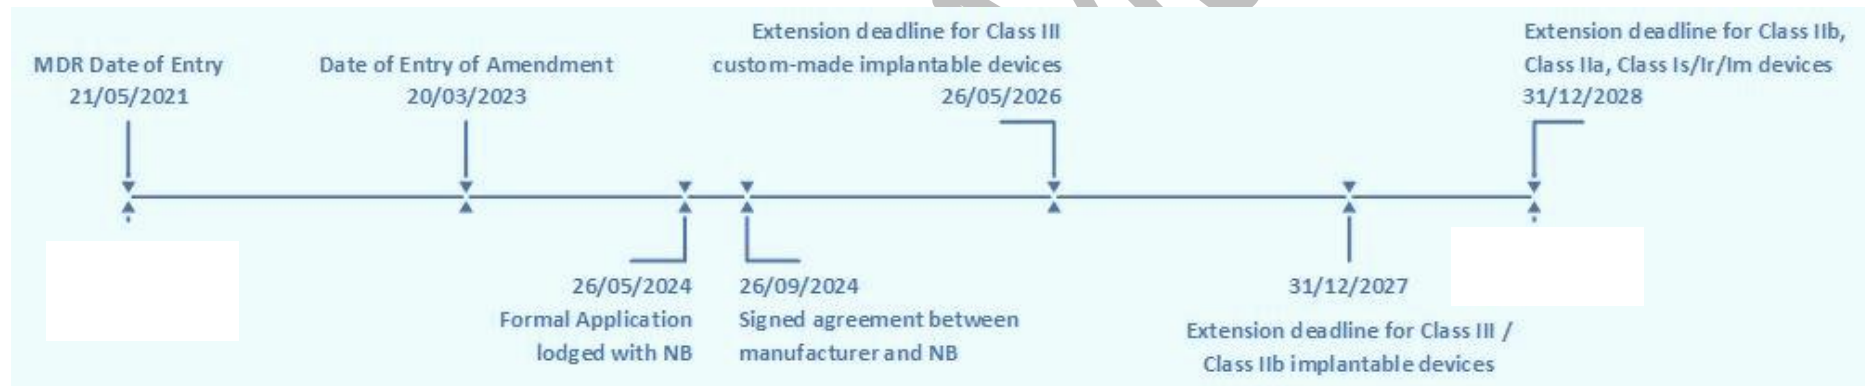 MDR Date of Entry
21/05/2021
Date of Entry of Amendment
20/03/2023
Extension deadline for Class III
custom-made implantable devices
26/05/2026
Extension deadline for Class IIb,
Class IIa, Class Is/Ir/Im devices
31/12/2028
26/05/2024
Formal Application
lodged with NB
26/09/2024
Signed agreement between
manufacturer and NB
31/12/2027
Extension deadline for Class III /
Class IIb implantable devices